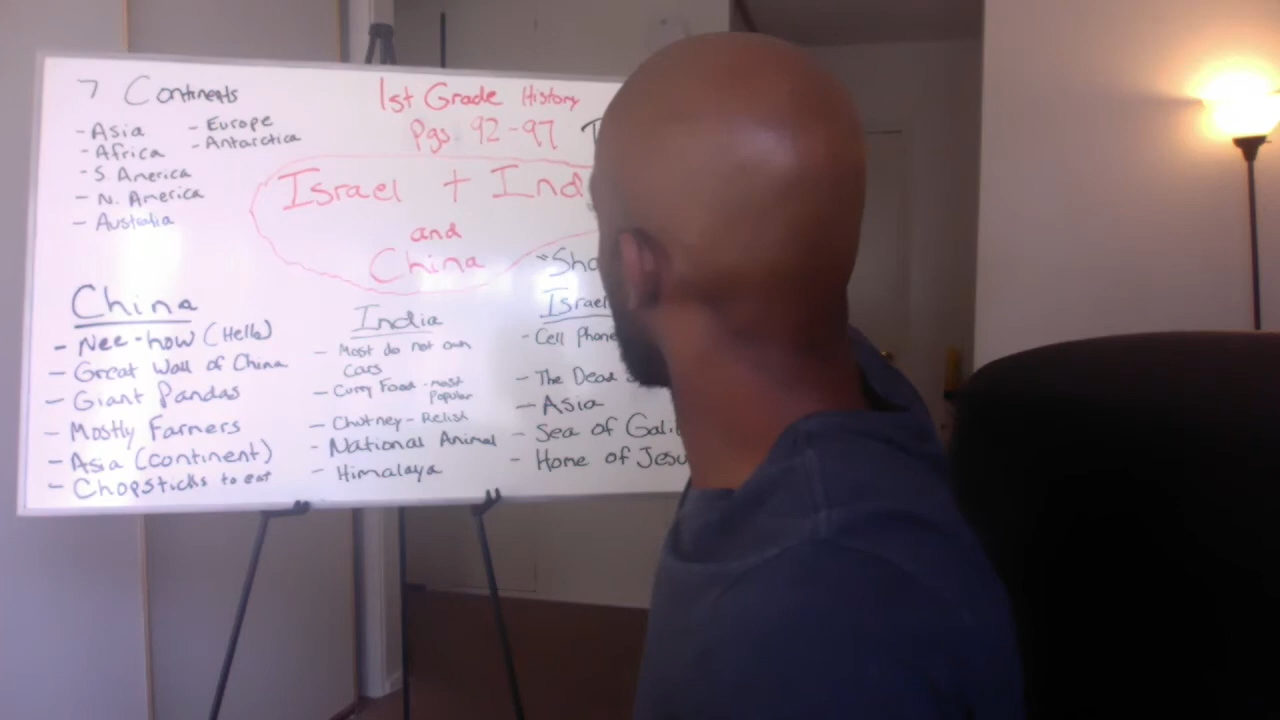 7 Continents
- Asia
- Africa
- S. America
- N. America
- Australia
- Europe
- Antarctica
1st Grade History
Pgs. 92-97
Israel + Ind
and
China
"Sha
China
- Nee-how (Hello)
- Great Wall of China
- Giant Pandas
- Mostly Farmers
- Asia (continent)
- Chopsticks to eat
India
- Most do not own
cars
- Curry Food - most
popular
- Chutney - Relish
- National Animal
- Himalaya
Israel
- Cell Phone
- The Dead
- Asia
- Sea of Gali
- Home of Jesu